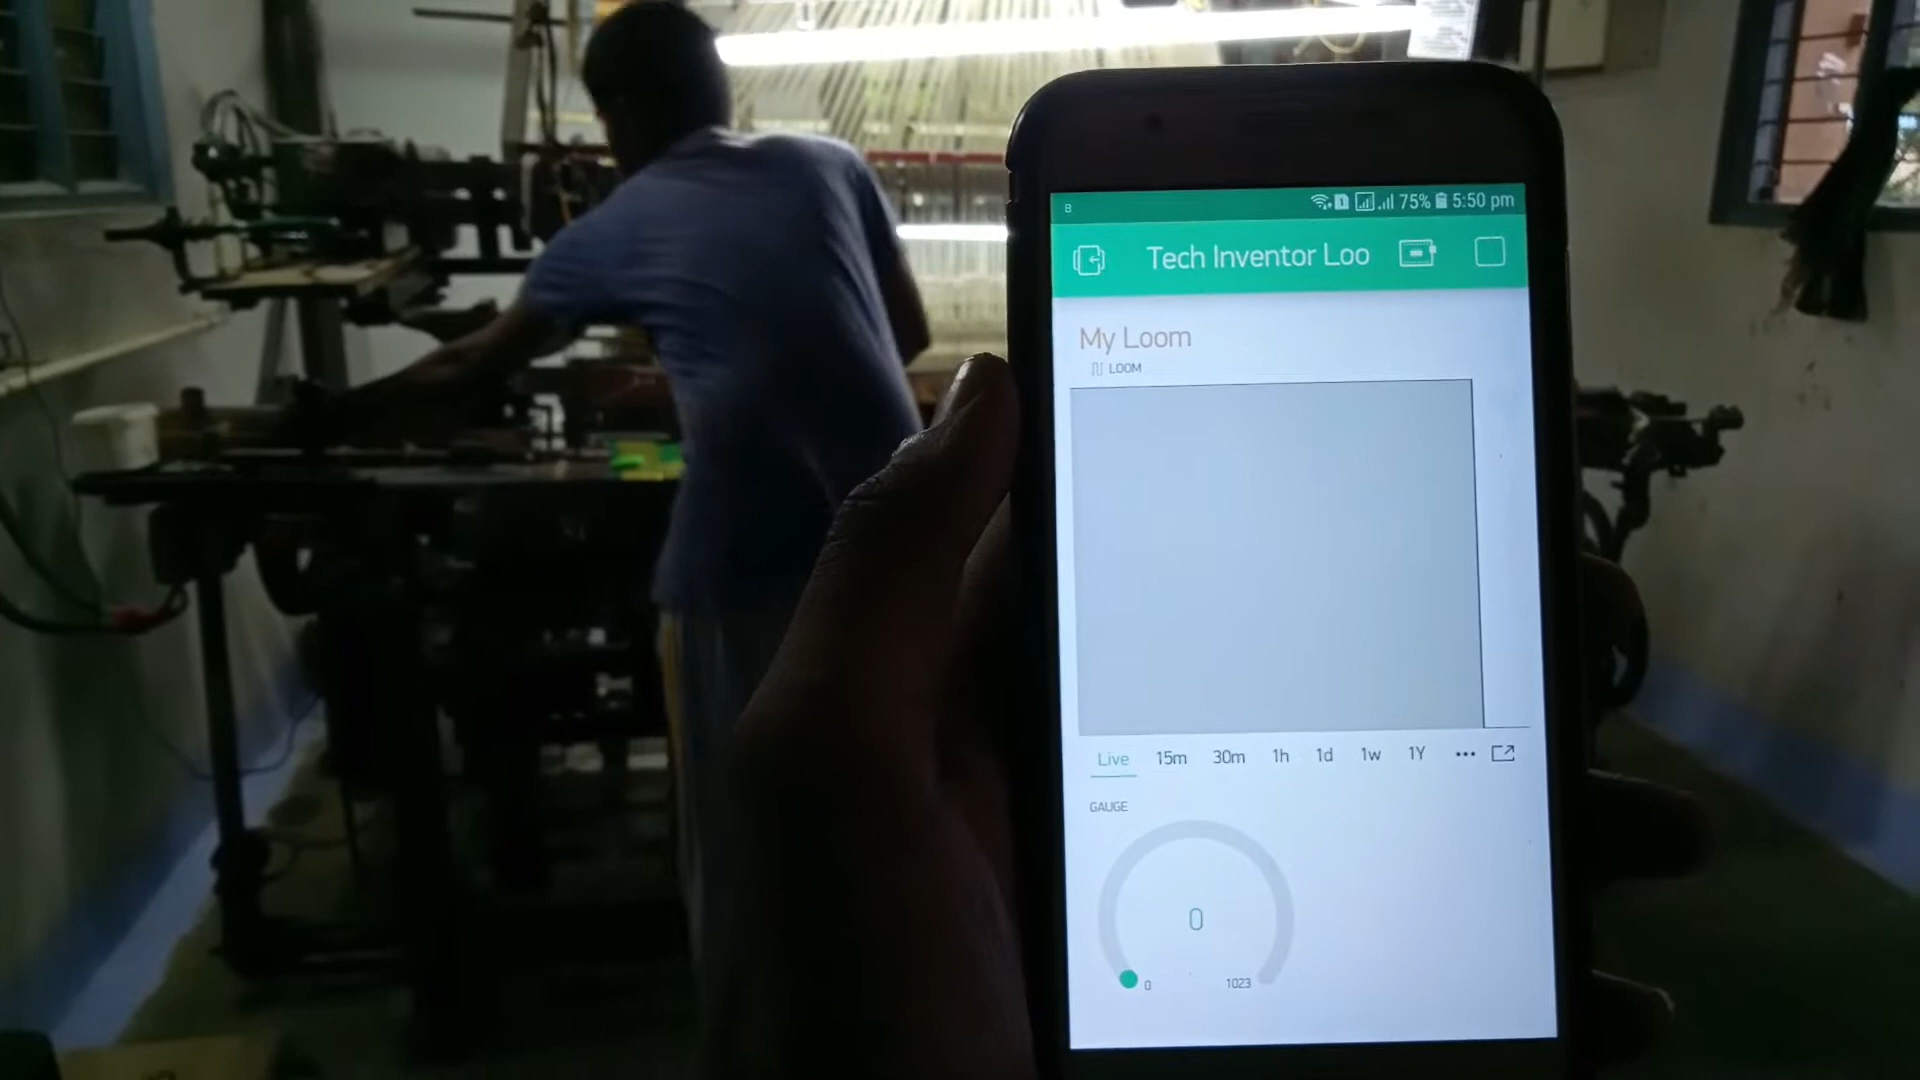 75% 5:50 pm
Tech Inventor Loo
My Loom
LOOM
Live 15m 30m 1h 1d 1w 1Y ...
GAUGE
0
0 1023